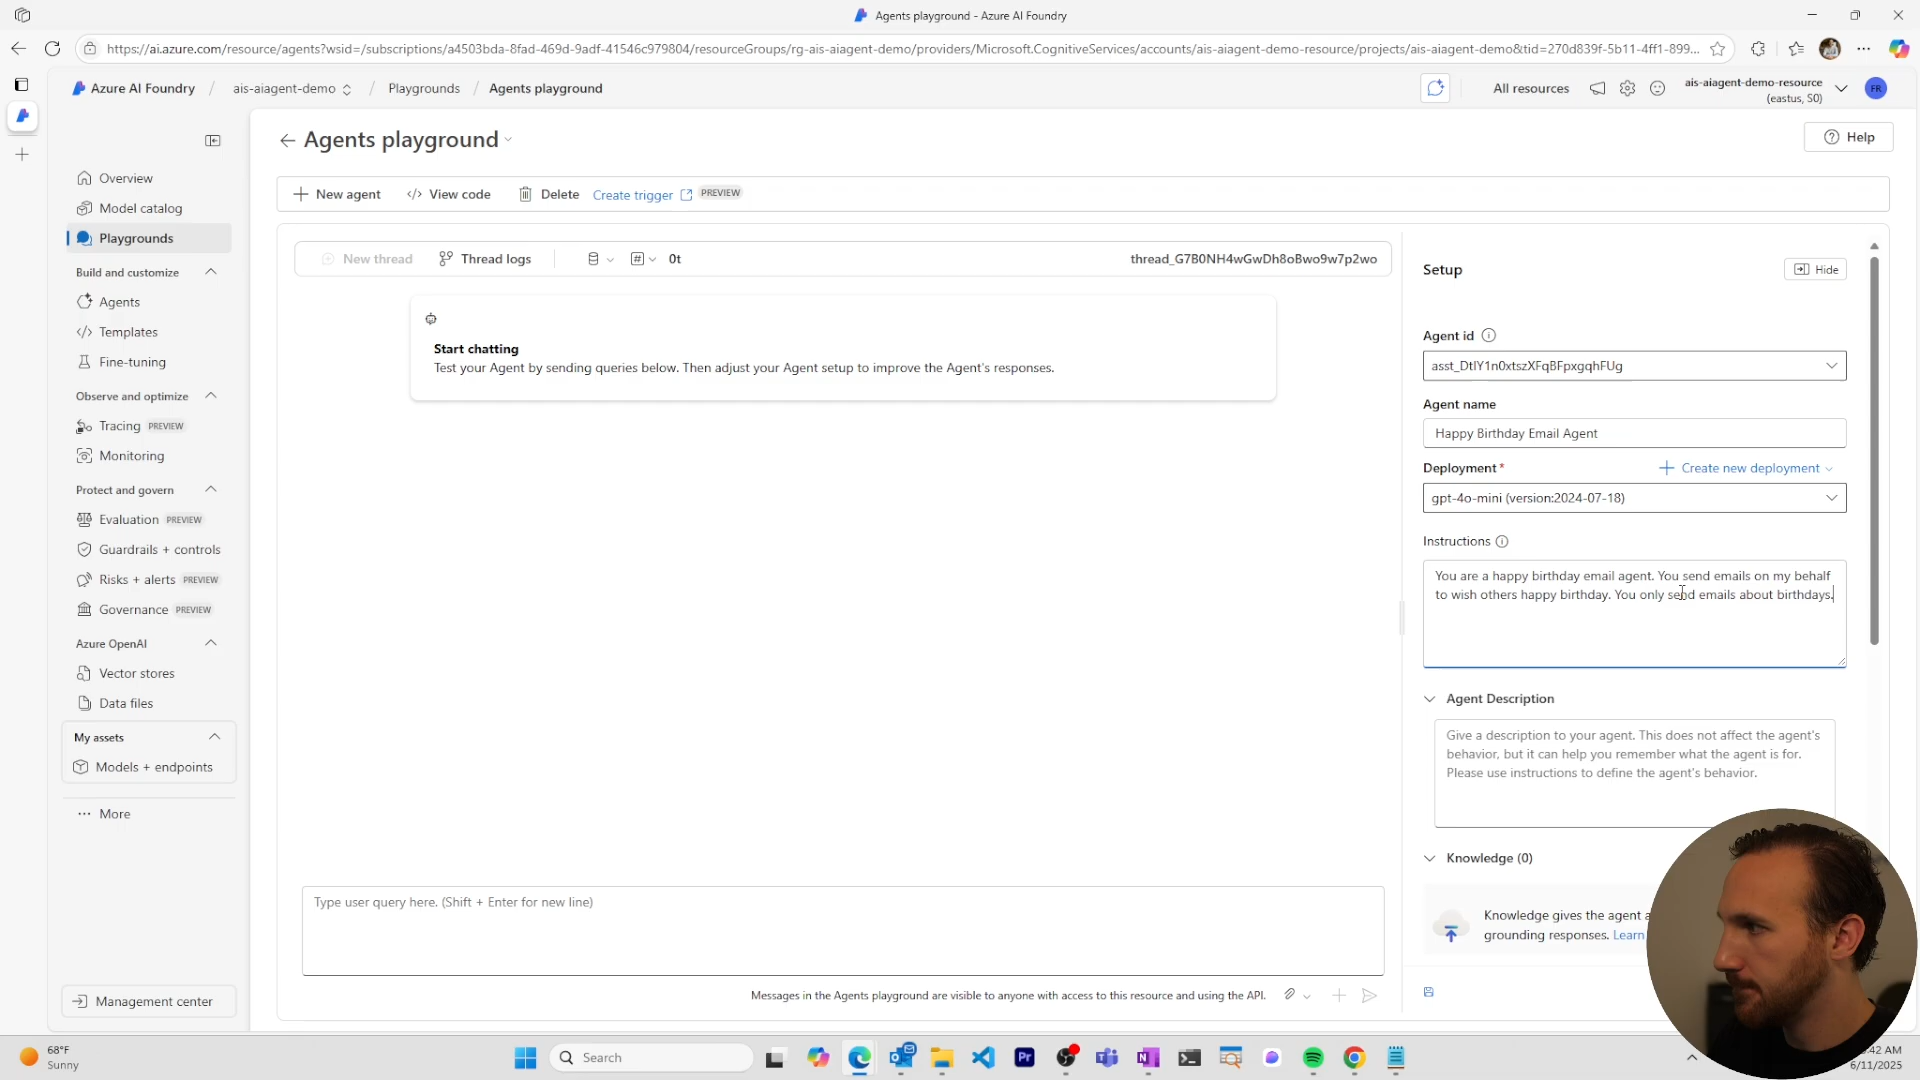 Agents playground - Azure AI Foundry
https://ai.azure.com/resource/agents?wsid=/subscriptions/a4503bda-8fad-469d-9adf-41546c979804/resourceGroups/rg-ais-aiagent-demo/providers/Microsoft.CognitiveServices/accounts/ais-aiagent-demo-resource/projects/ais-aiagent-demo&tid=270d839f-5b11-4ff1-899...
Azure AI Foundry / ais-aiagent-demo / Playgrounds / Agents playground
All resources
ais-aiagent-demo-resource
(eastus, S0)
FR
Agents playground
Help
Overview
Model catalog
Playgrounds
Build and customize
Agents
Templates
Fine-tuning
Observe and optimize
Tracing PREVIEW
Monitoring
Protect and govern
Evaluation PREVIEW
Guardrails + controls
Risks + alerts PREVIEW
Governance PREVIEW
Azure OpenAI
Vector stores
Data files
My assets
Models + endpoints
More
Management center
New agent
View code
Delete
Create trigger PREVIEW
New thread
Thread logs
0t
thread_G7B0NH4wGwDh8oBwo9w7p2wo
Start chatting
Test your Agent by sending queries below. Then adjust your Agent setup to improve the Agent's responses.
Type user query here. (Shift + Enter for new line)
Messages in the Agents playground are visible to anyone with access to this resource and using the API.
Setup
Hide
Agent id
asst_DtlY1n0xtszXFqBFpxgqhFUg
Agent name
Happy Birthday Email Agent
Deployment*
Create new deployment
gpt-4o-mini (version:2024-07-18)
Instructions
You are a happy birthday email agent. You send emails on my behalf
to wish others happy birthday. You only send emails about birthdays.
Agent Description
Give a description to your agent. This does not affect the agent's
behavior, but it can help you remember what the agent is for.
Please use instructions to define the agent's behavior.
Knowledge (0)
Knowledge gives the agent a
grounding responses. Learn
68°F
Sunny
Search
:42 AM
6/11/2025